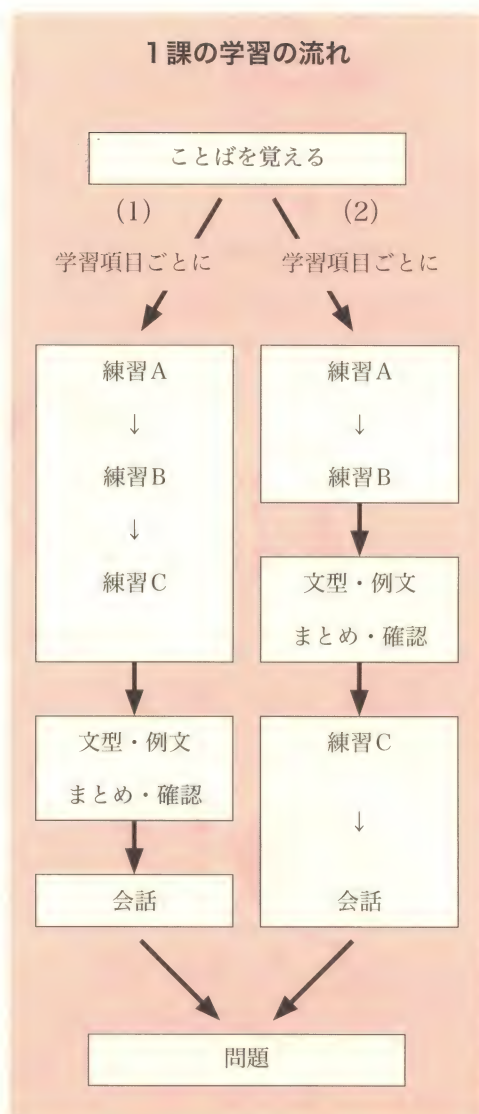 1課の学習の流れ
ことばを覚える
(1)
(2)
学習項目ごとに
学習項目ごとに
練習A
↓
練習B
↓
練習C
文型・例文
まとめ・確認
会話
練習A
↓
練習B
文型・例文
まとめ・確認
練習C
↓
会話
問題